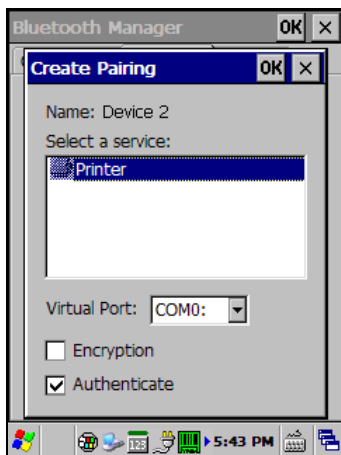 Bluetooth Manager OK
Create Pairing OK
Name: Device 2
Select a service:
Printer
Virtual Port: COM0:
Encryption
Authenticate
123 5:43 PM